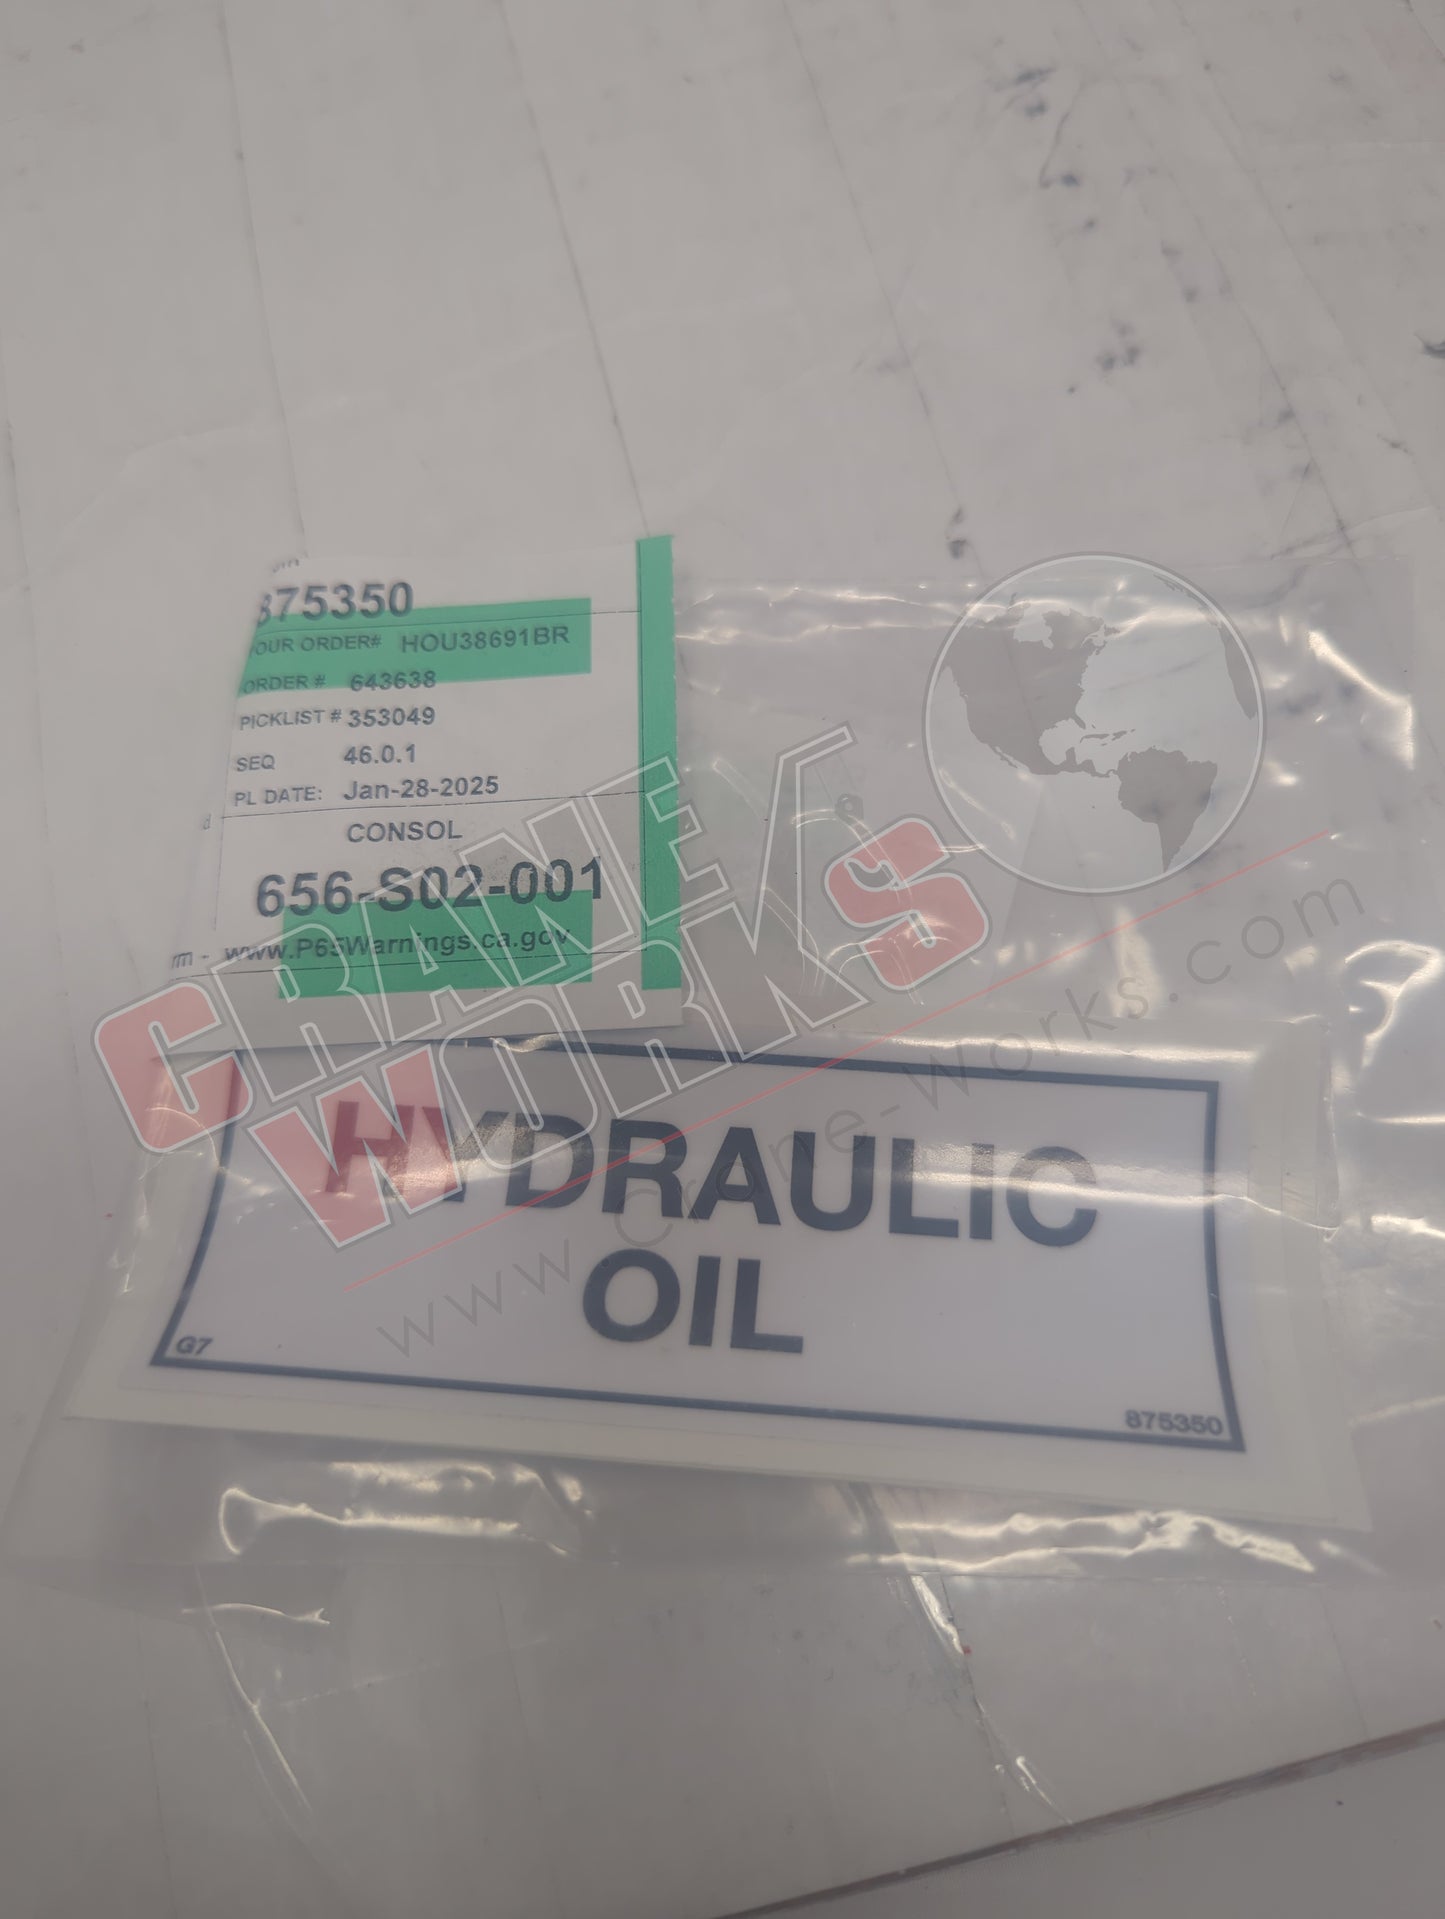 875350
YOUR ORDER# HOU38691BR
ORDER # 643638
PICKLIST # 353049
SEQ 46.0.1
PL DATE: Jan-28-2025
CONSOL
656-S02-001
www.P65Warnings.ca.gov
CRANE
WORKS
www.Crane-Works.com
HYDRAULIC
OIL
G7
875350